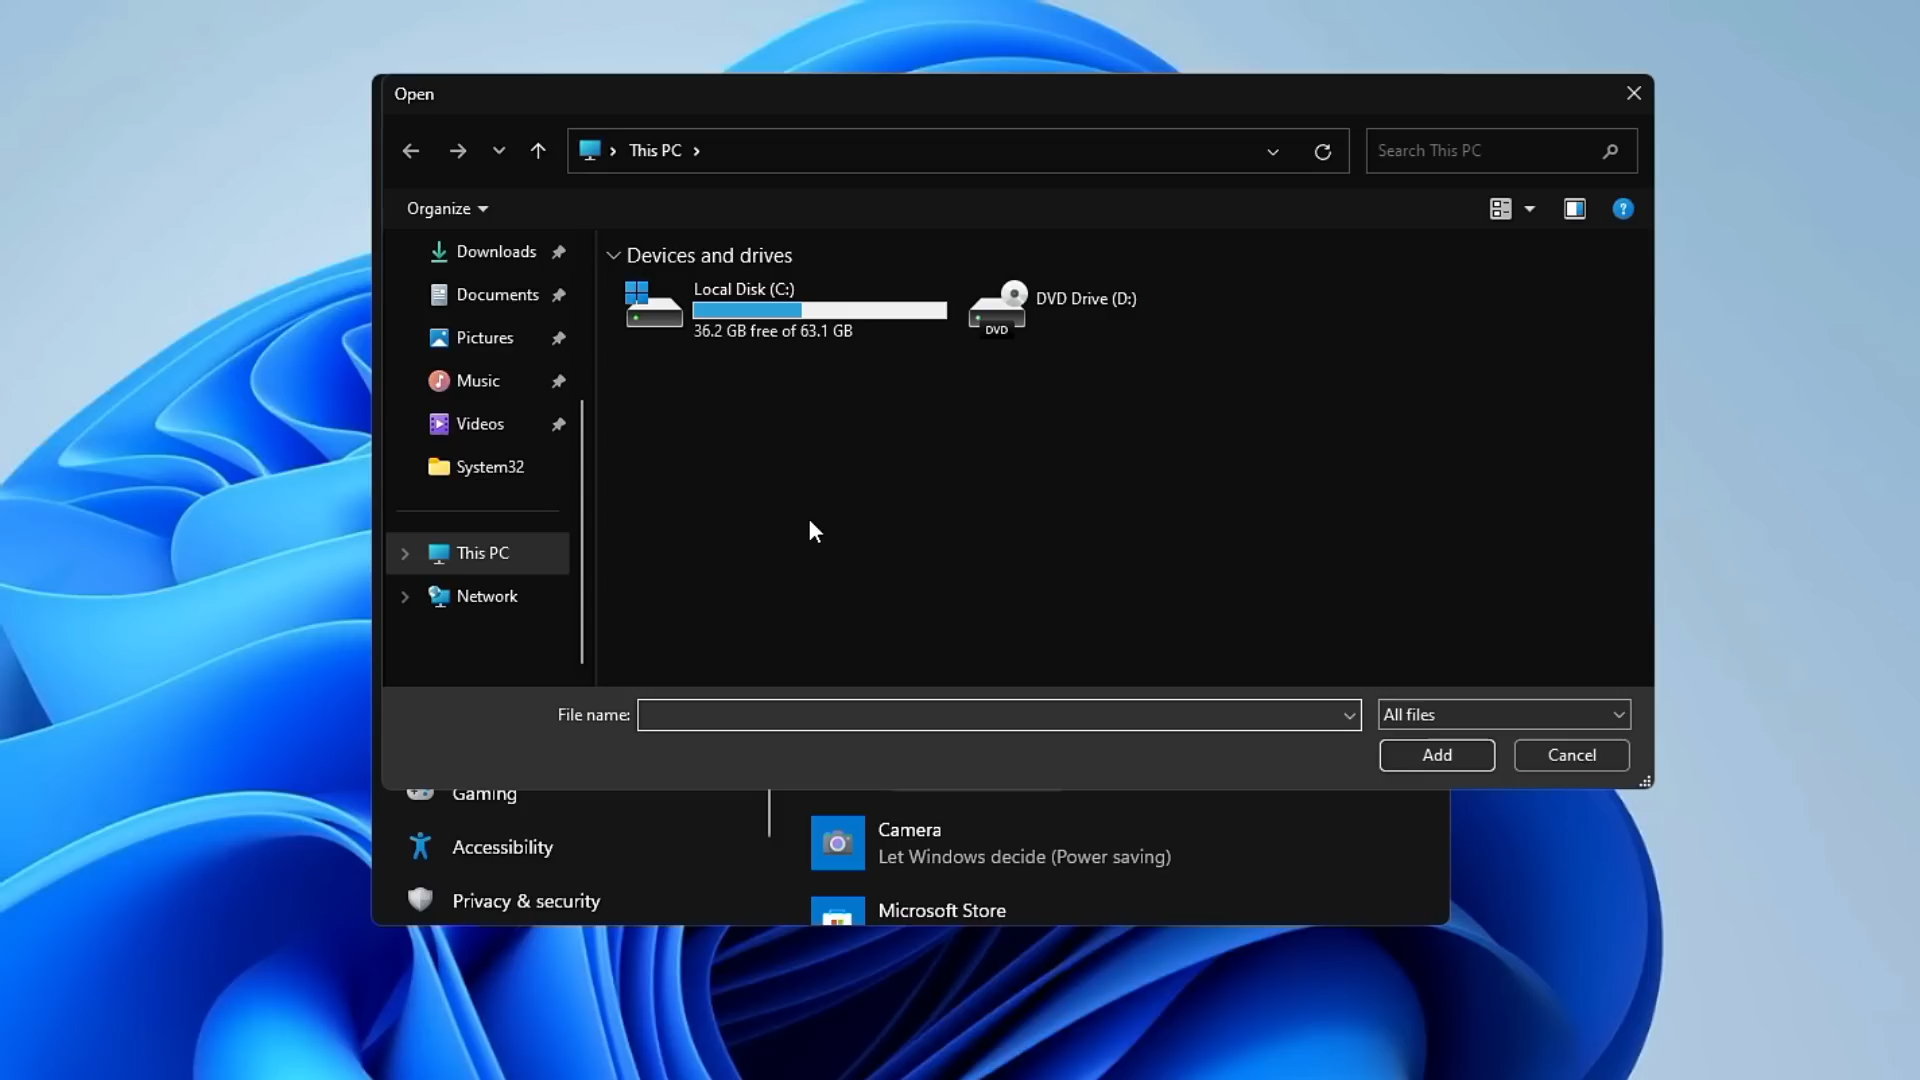 Open
This PC
Search This PC
Organize
Downloads
Documents
Pictures
Music
Videos
System32
This PC
Network
Devices and drives
Local Disk (C:)
36.2 GB free of 63.1 GB
DVD
DVD Drive (D:)
File name:
All files
Add
Cancel
Gaming
Accessibility
Privacy & security
Camera
Let Windows decide (Power saving)
Microsoft Store